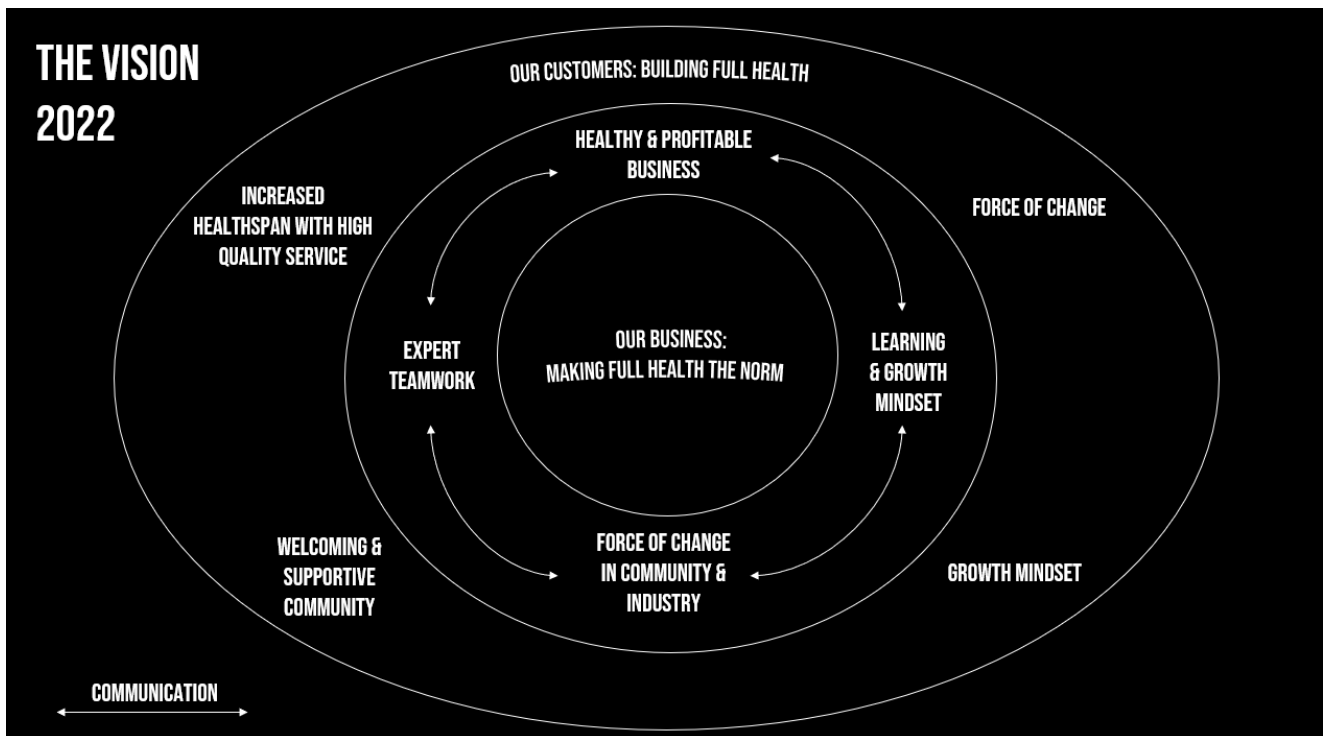 THE VISION
2022
OUR CUSTOMERS: BUILDING FULL HEALTH
HEALTHY & PROFITABLE
BUSINESS
INCREASED
HEALTHSPAN WITH HIGH
QUALITY SERVICE
FORCE OF CHANGE
EXPERT
TEAMWORK
OUR BUSINESS:
MAKING FULL HEALTH THE NORM
LEARNING
& GROWTH
MINDSET
WELCOMING &
SUPPORTIVE
COMMUNITY
FORCE OF CHANGE
IN COMMUNITY &
INDUSTRY
GROWTH MINDSET
COMMUNICATION